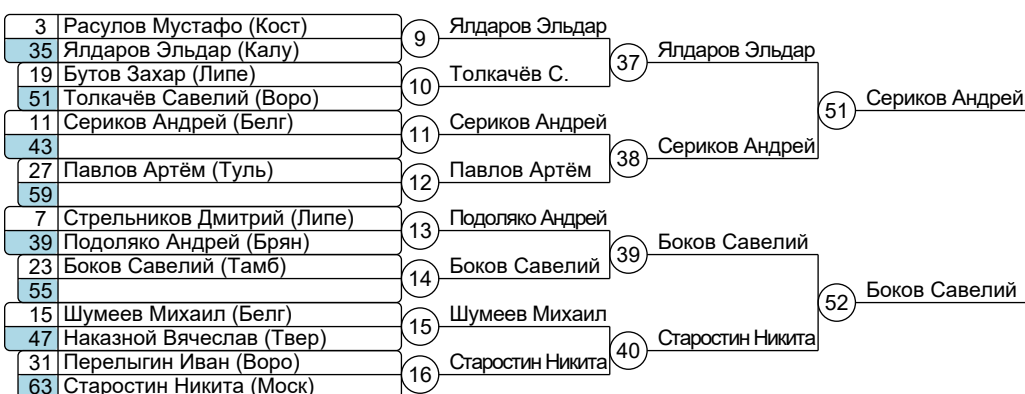 3 Расулов Мустафо (Кост)
35 Ялдаров Эльдар (Калу)
19 Бутов Захар (Липе)
51 Толкачёв Савелий (Воро)
11 Сериков Андрей (Белг)
43
27 Павлов Артём (Туль)
59
7 Стрельников Дмитрий (Липе)
39 Подоляко Андрей (Брян)
23 Боков Савелий (Тамб)
55
15 Шумеев Михаил (Белг)
47 Наказной Вячеслав (Твер)
31 Перелыгин Иван (Воро)
63 Старостин Никита (Моск)
9 Ялдаров Эльдар
10 Толкачёв С.
11 Сериков Андрей
12 Павлов Артём
13 Подоляко Андрей
14 Боков Савелий
15 Шумеев Михаил
16 Старостин Никита
37 Ялдаров Эльдар
38 Сериков Андрей
39 Боков Савелий
40 Старостин Никита
51 Сериков Андрей
52 Боков Савелий